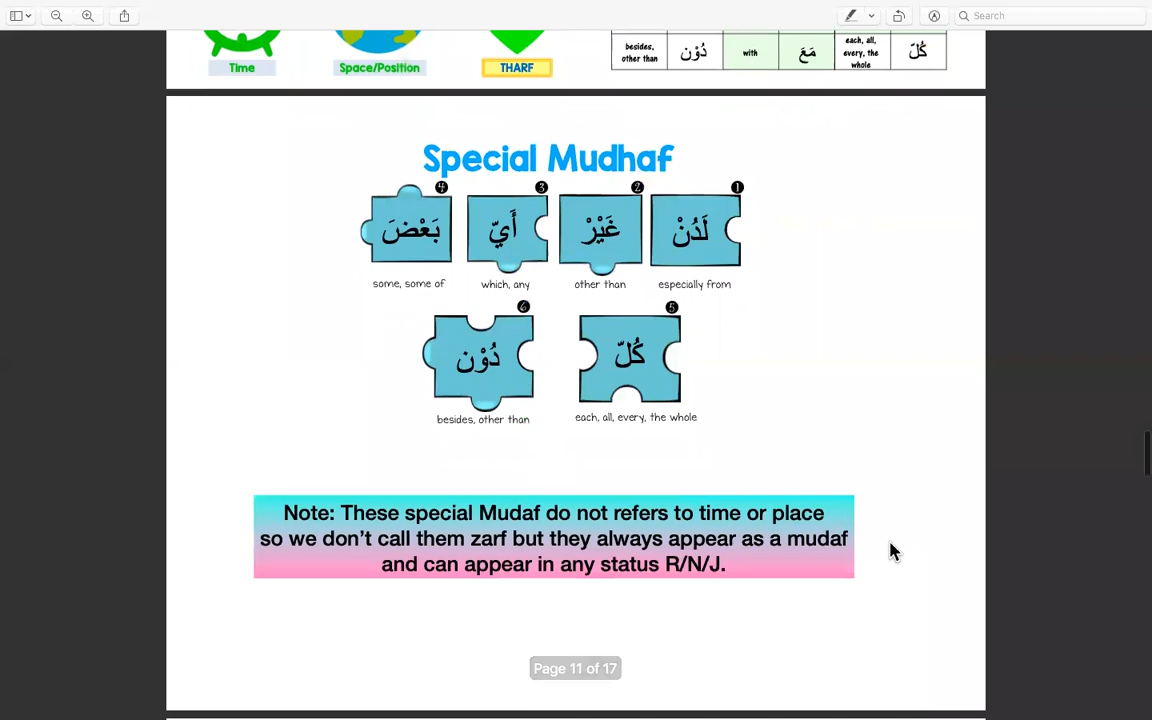 Search
Time
Space/Position
THARF
besides,
other than
دُوْن
with
مَعَ
each, all,
every, the
whole
كُلّ
Special Mudhaf
4
3
2
1
بَعْضَ
أَيّ
غَيْرْ
لَدُنْ
some, some of
which, any
other than
especially from
6
5
دُوْن
كُلّ
besides, other than
each, all, every, the whole
Note: These special Mudaf do not refers to time or place
so we don't call them zarf but they always appear as a mudaf
and can appear in any status R/N/J.
Page 11 of 17